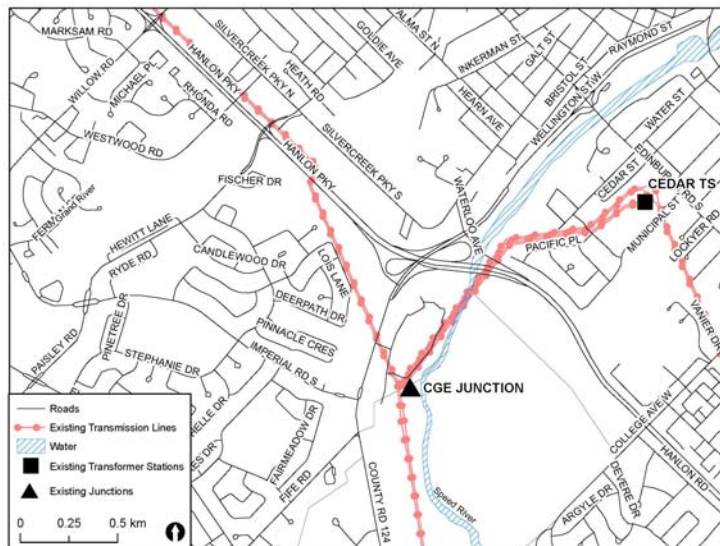 MARKSAM RD
WILLOW RD
MICHAEL PL
RHONDA RD
HANLON PKY
SILVERCREEK PKY N
HEATH RD
GOLDIE AVE
ALMA ST N
INKERMAN ST
GALT ST
BRISTOL ST
WELLINGTON ST W
RAYMOND ST
HEARN AVE
WATER ST
WESTWOOD RD
FISCHER DR
HANLON PKY
SILVERCREEK PKY S
WATERLOO AVE
CEDAR ST
EDINBURGH RD S
CEDAR TS
MUNICIPAL ST
LOOKYER RD
PACIFIC PL
VANIER DR
HEWITT LANE
RYDE RD
CANDLEWOOD DR
LOIS LANE
DEERPATH DR
PINNACLE CRES
PINETREE DR
PAISLEY RD
STEPHANIE DR
IMPERIAL RD S
CGE JUNCTION
FAIRMEADOW DR
FIFE RD
COUNTY RD 124
Speed River
COLLEGE AVE W
HANLON RD
ARGYLE DR
DEVERE DR
Roads
Existing Transmission Lines
Water
Existing Transformer Stations
Existing Junctions
0 0.25 0.5 km